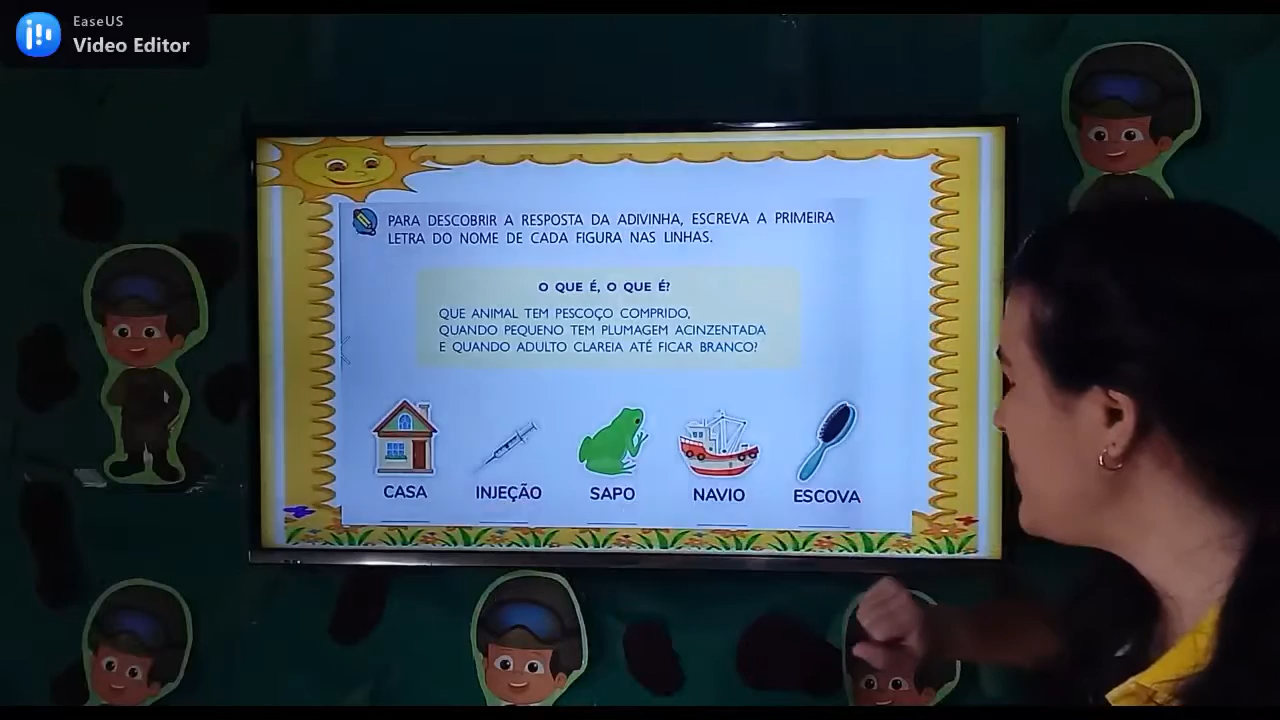 EaseUS
Video Editor
PARA DESCOBRIR A RESPOSTA DA ADIVINHA, ESCREVA A PRIMEIRA
LETRA DO NOME DE CADA FIGURA NAS LINHAS.
O QUE É, O QUE É?
QUE ANIMAL TEM PESCOÇO COMPRIDO,
QUANDO PEQUENO TEM PLUMAGEM ACINZENTADA
E QUANDO ADULTO CLAREIA ATÉ FICAR BRANCO?
CASA INJEÇÃO SAPO NAVIO ESCOVA